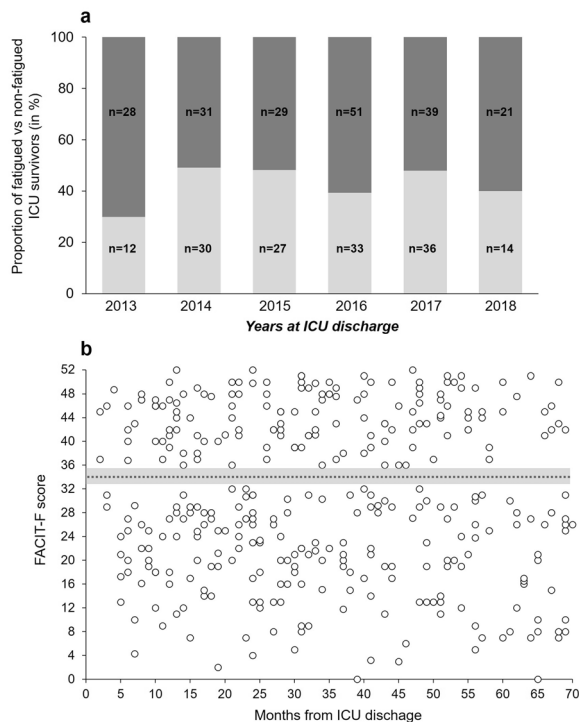 a
Proportion of fatigued vs non-fatigued
ICU survivors (in %)
100
80
60
40
20
0
n=28
n=31
n=29
n=51
n=39
n=21
n=12
n=30
n=27
n=33
n=36
n=14
2013
2014
2015
2016
2017
2018
Years at ICU discharge
b
FACIT-F score
52
48
44
40
36
32
28
24
20
16
12
8
4
0
0
5
10
15
20
25
30
35
40
45
50
55
60
65
70
Months from ICU dischage